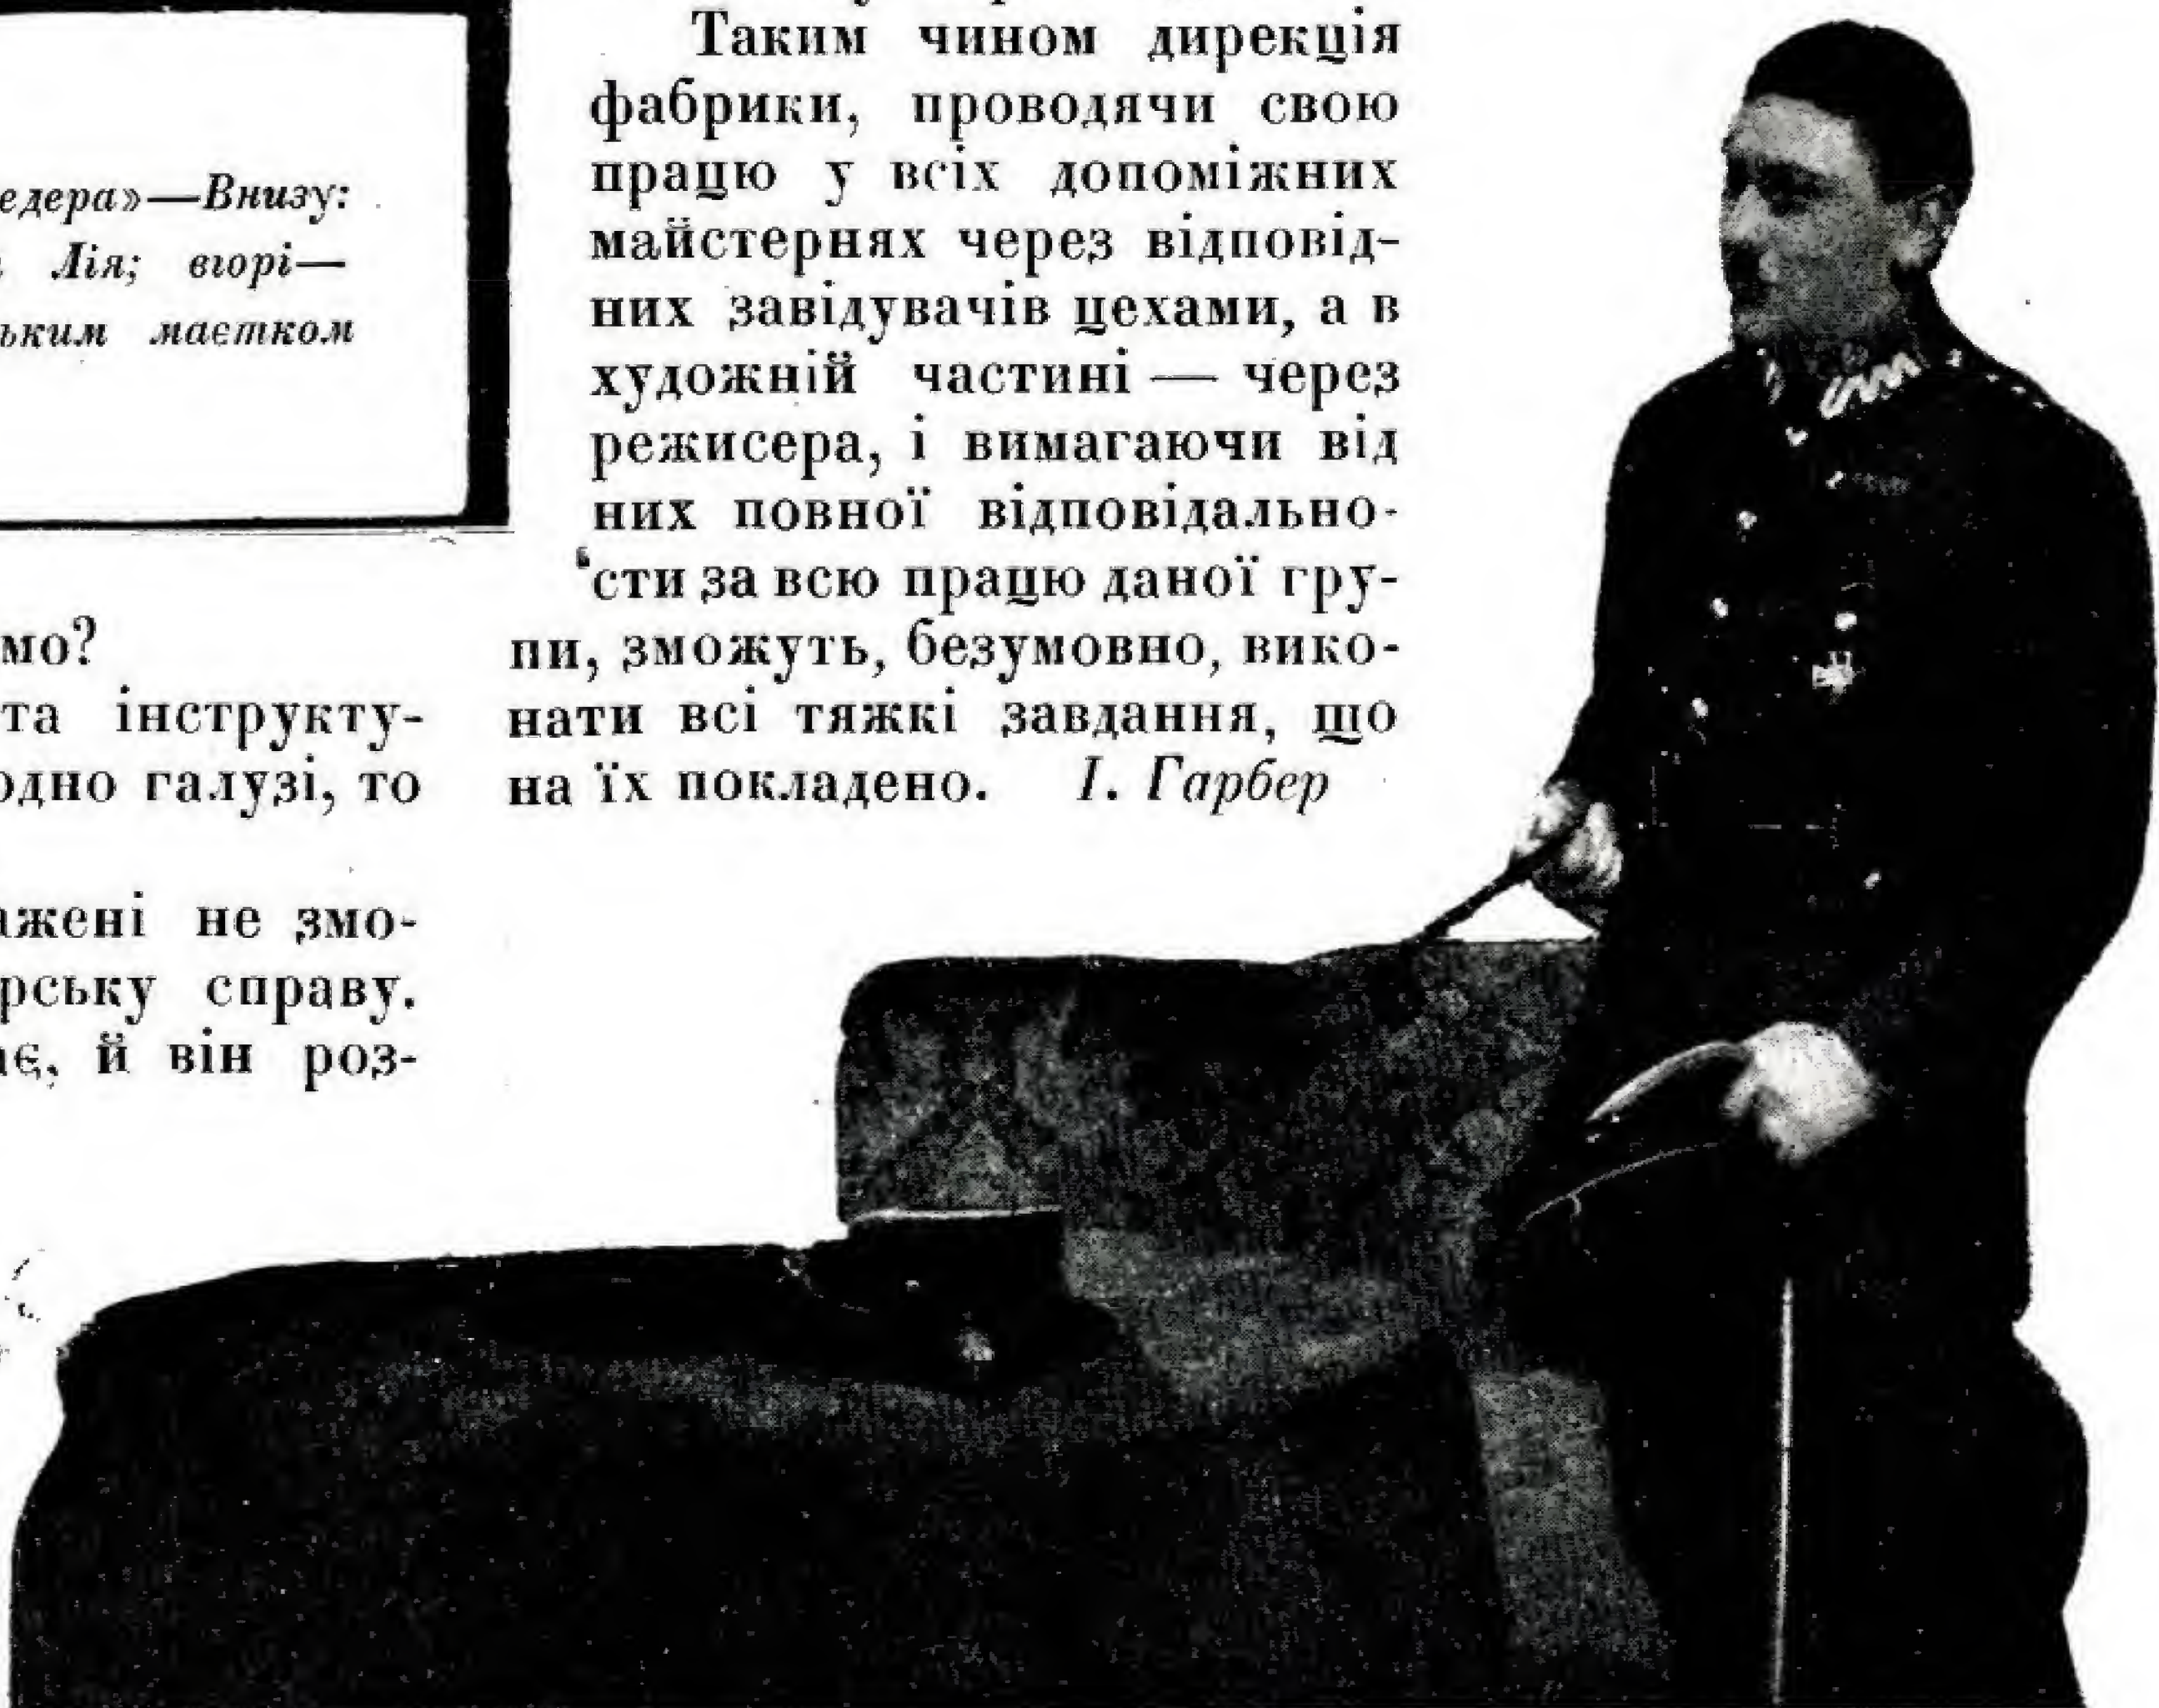 едера»—Внизу:
Лія; вгорі—
ьким маєтком
мо?
та інструкту-
одно галузі, то
ажені не змо-
рську справу.
ає, й він роз-
Таким чином дирекція
фабрики, проводячи свою
працю у всіх допоміжних
майстернях через відповід-
них завідувачів цехами, а в
художній частині — через
режисера, і вимагаючи від
них повної відповідально-
сти за всю працю даної гру-
пи, зможуть, безумовно, вико-
нати всі тяжкі завдання, що
на їх покладено. І. Гарбер